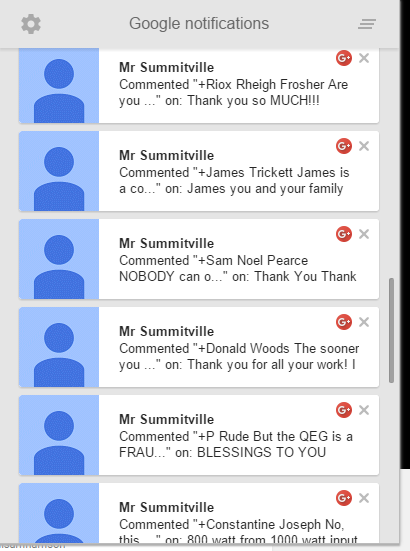 Google notifications
Mr Summitville
Commented "+Riox Rheigh Frosher Are
you ..." on: Thank you so MUCH!!!
Mr Summitville
Commented "+James Trickett James is
a co..." on: James you and your family
Mr Summitville
Commented "+Sam Noel Pearce
NOBODY can o..." on: Thank You Thank
Mr Summitville
Commented "+Donald Woods The sooner
you ..." on: Thank you for all your work! I
Mr Summitville
Commented "+P Rude But the QEG is a
FRAU..." on: BLESSINGS TO YOU
Mr Summitville
Commented "+Constantine Joseph No,
this ..." on: 800 watt from 1000 watt input